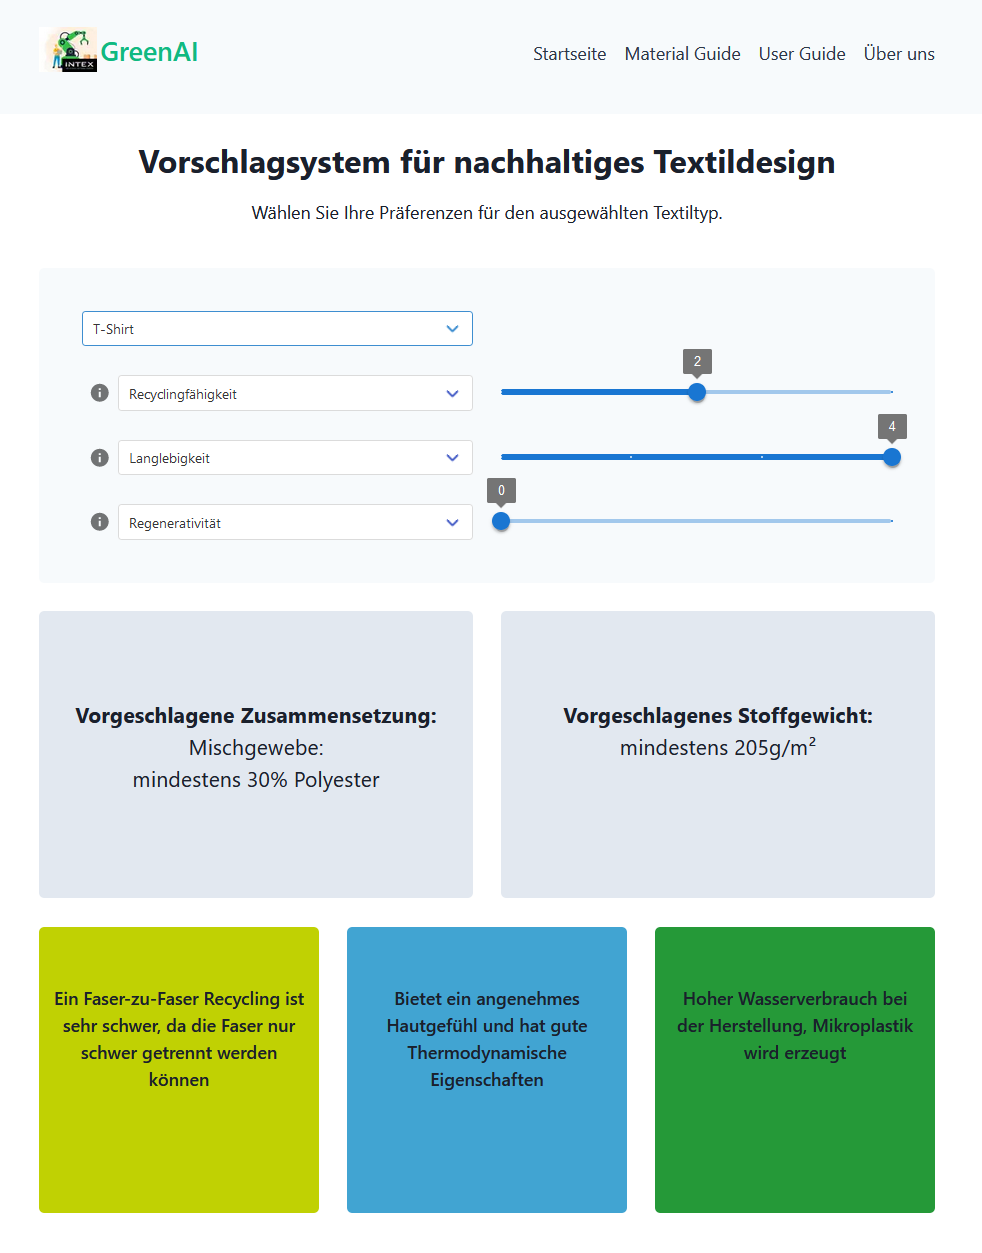 INTEX
GreenAI
Startseite Material Guide User Guide Über uns
Vorschlagsystem für nachhaltiges Textildesign
Wählen Sie Ihre Präferenzen für den ausgewählten Textiltyp.
T-Shirt
2
Recyclingfähigkeit
4
Langlebigkeit
0
Regenerativität
Vorgeschlagene Zusammensetzung:
Mischgewebe:
mindestens 30% Polyester
Vorgeschlagenes Stoffgewicht:
mindestens 205g/m²
Ein Faser-zu-Faser Recycling ist
sehr schwer, da die Faser nur
schwer getrennt werden
können
Bietet ein angenehmes
Hautgefühl und hat gute
Thermodynamische
Eigenschaften
Hoher Wasserverbrauch bei
der Herstellung, Mikroplastik
wird erzeugt